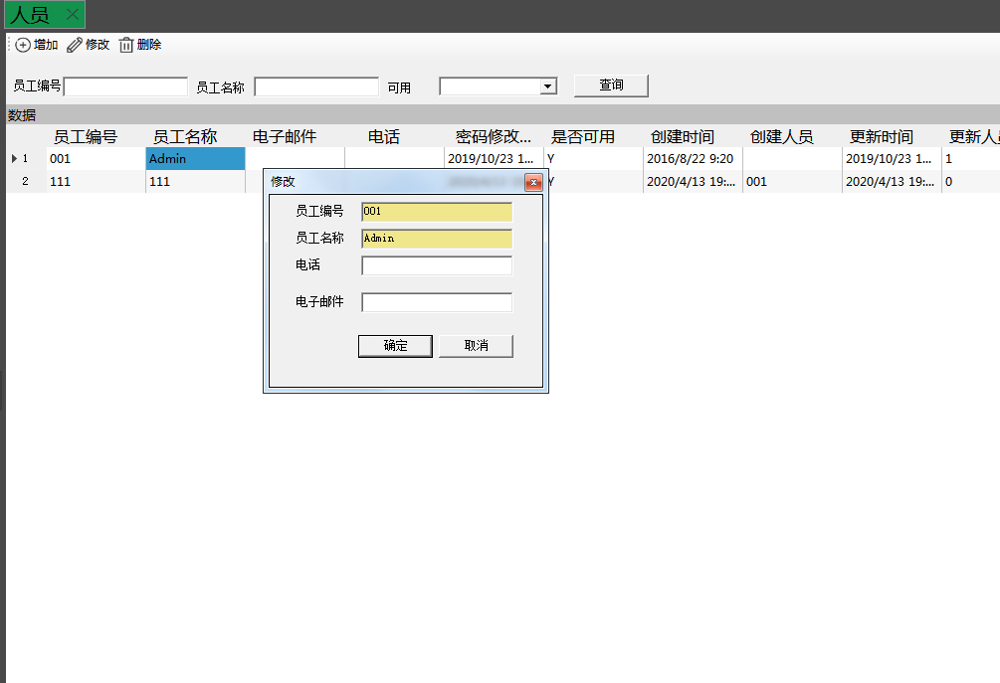 人员
增加 修改 删除
员工编号 员工名称 可用 查询
数据
员工编号 员工名称 电子邮件 电话 密码修改... 是否可用 创建时间 创建人员 更新时间 更新人
1 001 Admin 2019/10/23 1... Y 2016/8/22 9:20 2019/10/23 1... 1
2 111 111 Y 2020/4/13 19:... 001 2020/4/13 19:... 0
修改
员工编号 001
员工名称 Admin
电话
电子邮件
确定 取消